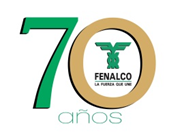 70
FENALCO
LA FUERZA QUE UNE
años